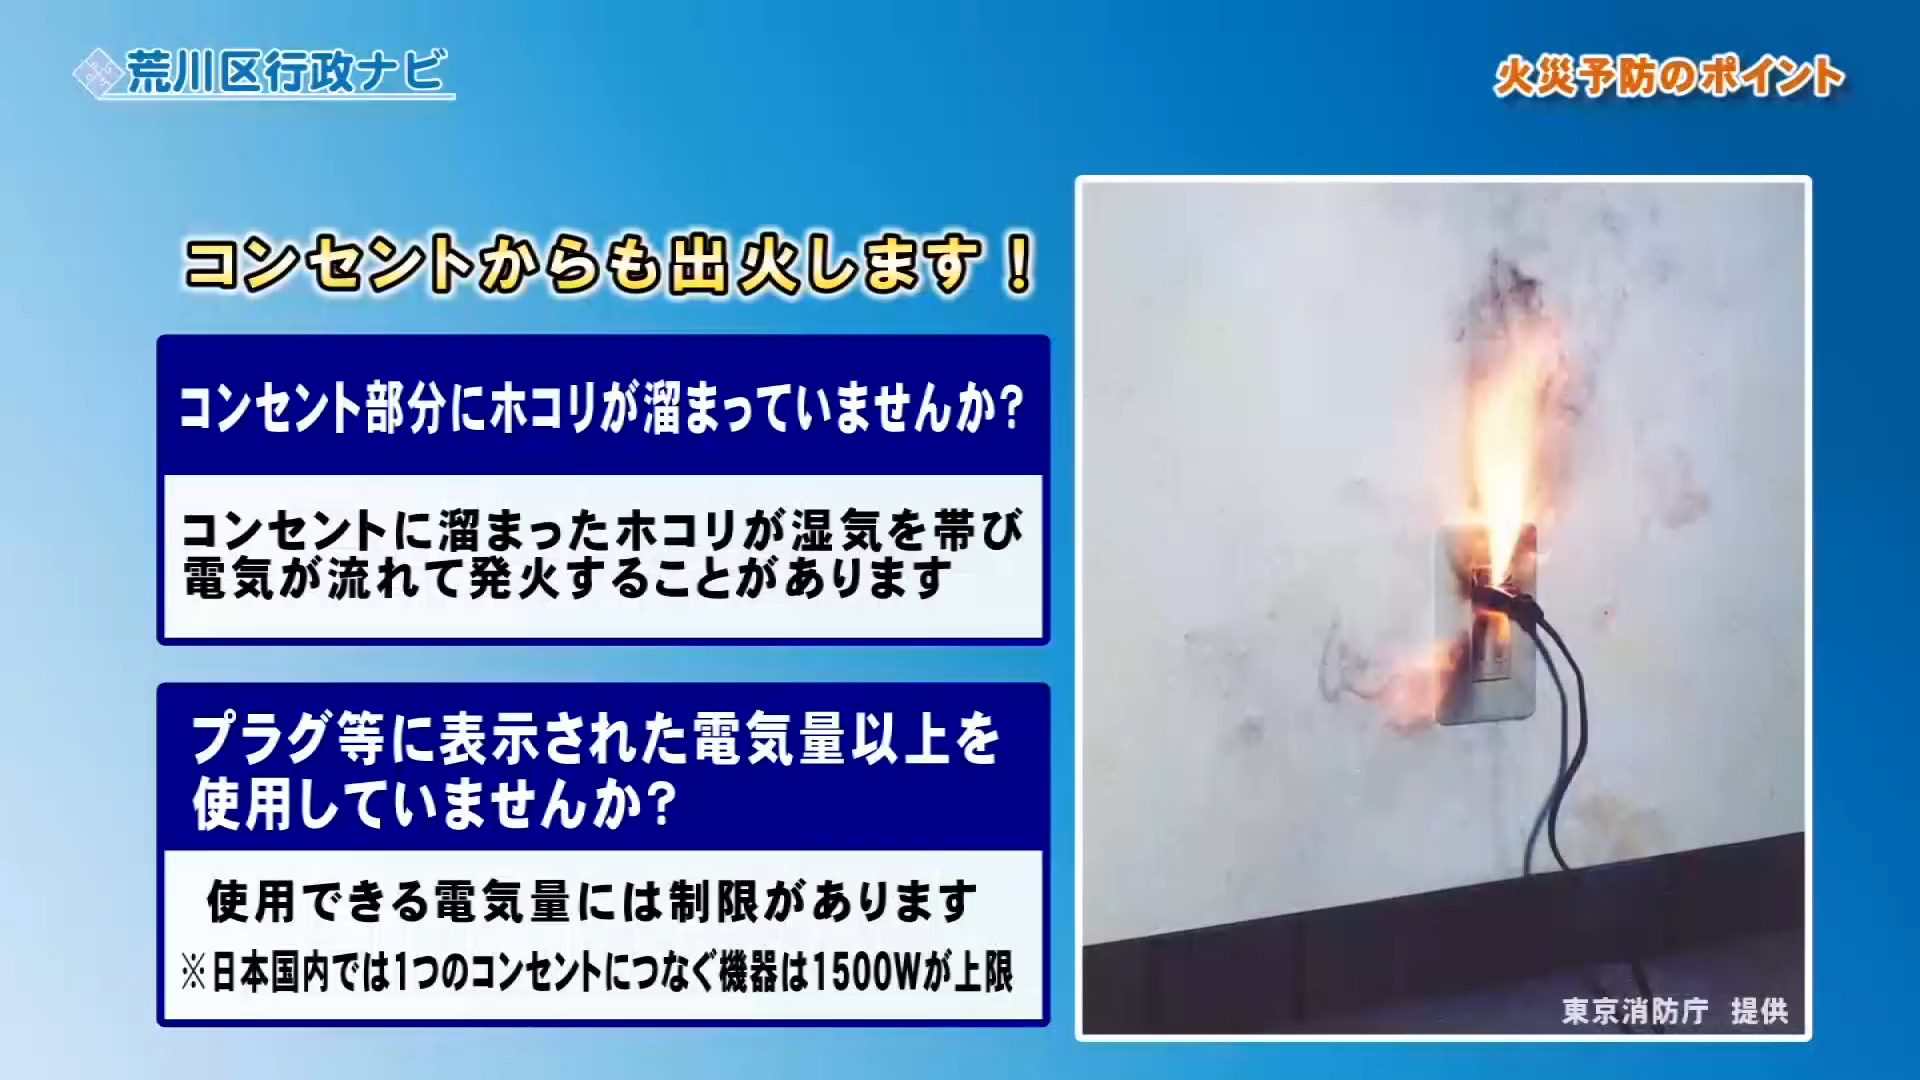 荒川区行政ナビ
火災予防のポイント
コンセントからも出火します！
コンセント部分にホコリが溜まっていませんか？
コンセントに溜まったホコリが湿気を帯び
電気が流れて発火することがあります
プラグ等に表示された電気量以上を
使用していませんか？
使用できる電気量には制限があります
※日本国内では1つのコンセントにつなぐ機器は1500Wが上限
東京消防庁　提供